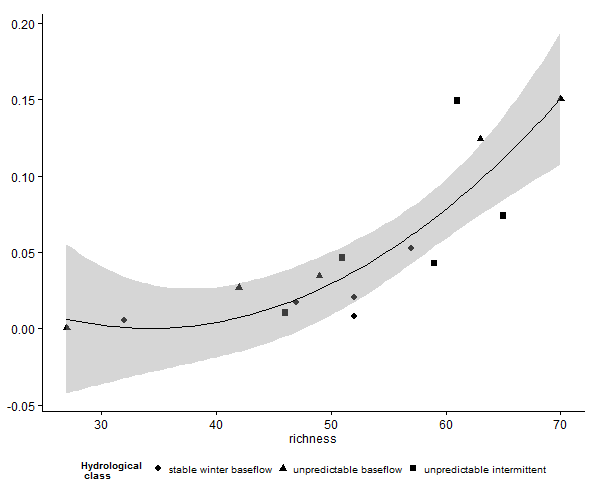 0.20
0.15
0.10
0.05
0.00
-0.05
30 40 50 60 70
richness
Hydrological
class
stable winter baseflow unpredictable baseflow unpredictable intermittent